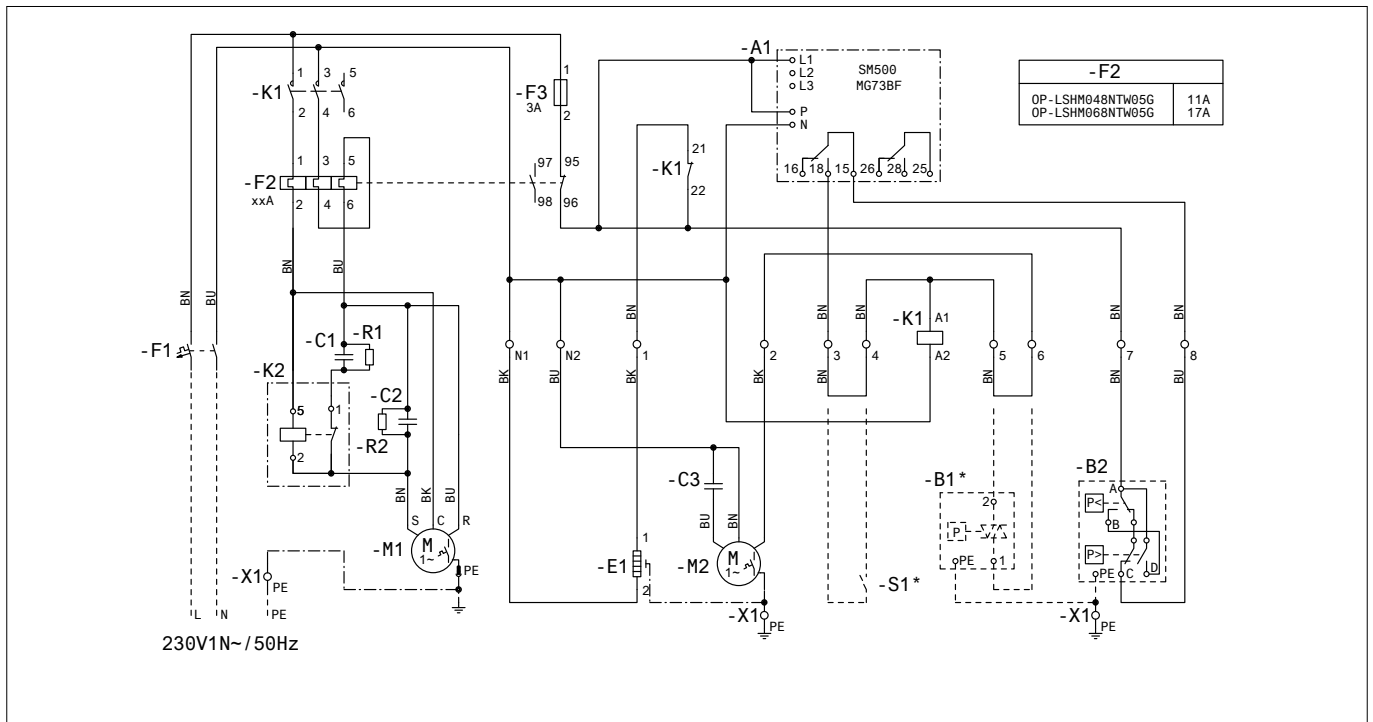 -A1
L1
L2
L3
SM500
MG73BF
P
N
16 18 15 26 28 25
-F2
OP-LSHM048NTW05G 11A
OP-LSHM068NTW05G 17A
1 3 5
-K1
2 4 6
1
-F3
3A
2
21
-K1
22
1 3 5
-F2
xxA
2 4 6
97 95
98 96
BN BU
BN BU
BN BN BN BN BN BN BN BN
-F1
-C1 -R1
-K2
5 1
2
-C2
-R2
N1 N2 1 2 3 4
-K1 A1
A2
5 6 7 8
BK BU BK BK BN BN BN BN BN BU
BN BK BU
S C R
-M1
M
1~
PE
-X1
PE
PE
L N
230V1N~/50Hz
-C3
BU BN
1
-E1
2
-M2
M
1~
-X1
PE
-S1*
-B1*
2
P
PE 1
-B2
A
P<
B
P>
PE C D
-X1
PE